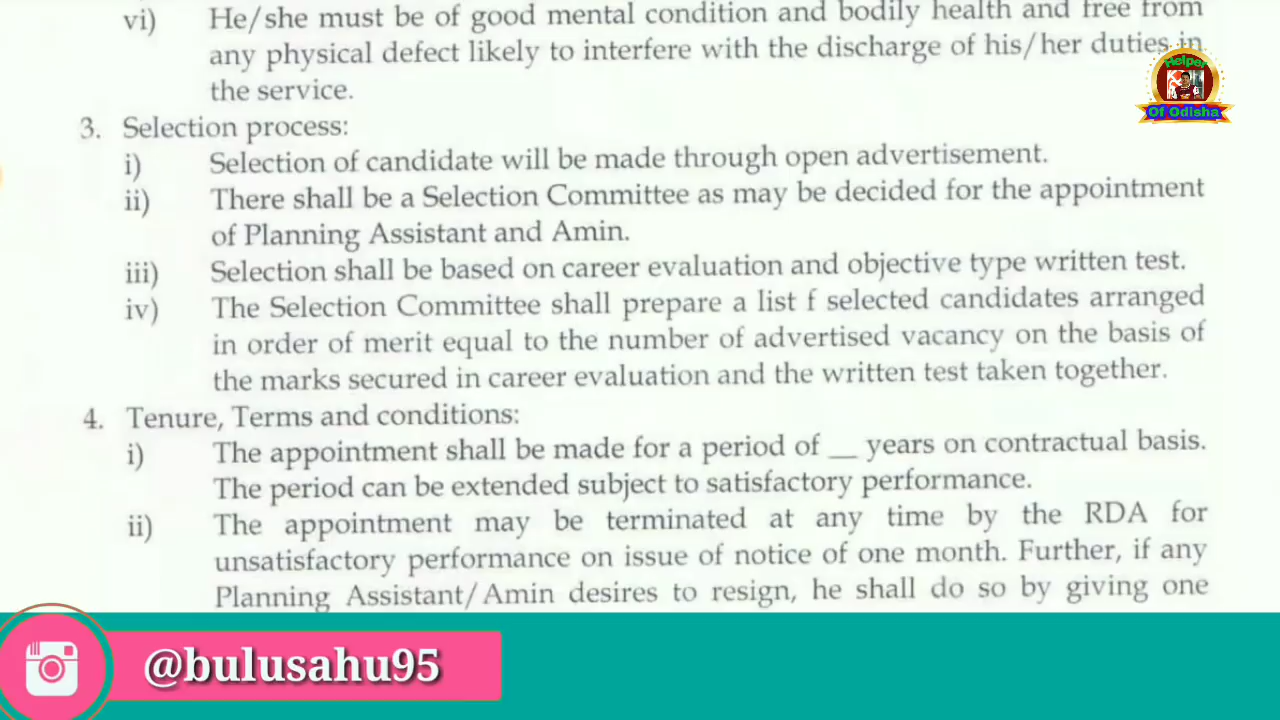 vi) He/she must be of good mental condition and bodily health and free from
any physical defect likely to interfere with the discharge of his/her duties in
the service.
Helper
Of Odisha
3. Selection process:
i) Selection of candidate will be made through open advertisement.
ii) There shall be a Selection Committee as may be decided for the appointment
of Planning Assistant and Amin.
iii) Selection shall be based on career evaluation and objective type written test.
iv) The Selection Committee shall prepare a list f selected candidates arranged
in order of merit equal to the number of advertised vacancy on the basis of
the marks secured in career evaluation and the written test taken together.
4. Tenure, Terms and conditions:
i) The appointment shall be made for a period of __ years on contractual basis.
The period can be extended subject to satisfactory performance.
ii) The appointment may be terminated at any time by the RDA for
unsatisfactory performance on issue of notice of one month. Further, if any
Planning Assistant/Amin desires to resign, he shall do so by giving one
@bulusahu95